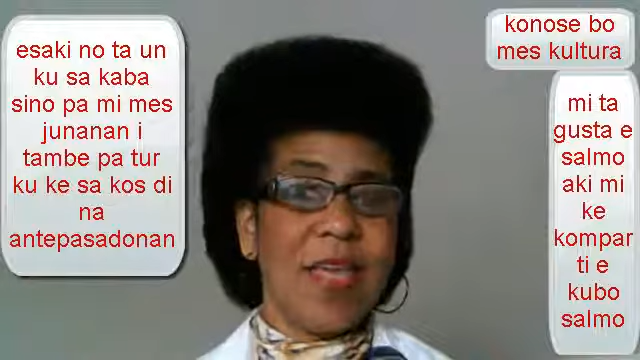 esaki no ta un
ku sa kaba
sino pa mi mes
junanan i
tambe pa tur
ku ke sa kos di
na
antepasadonan
konose bo
mes kultura
mi ta
gusta e
salmo
aki mi
ke
kompar
ti e
kubo
salmo